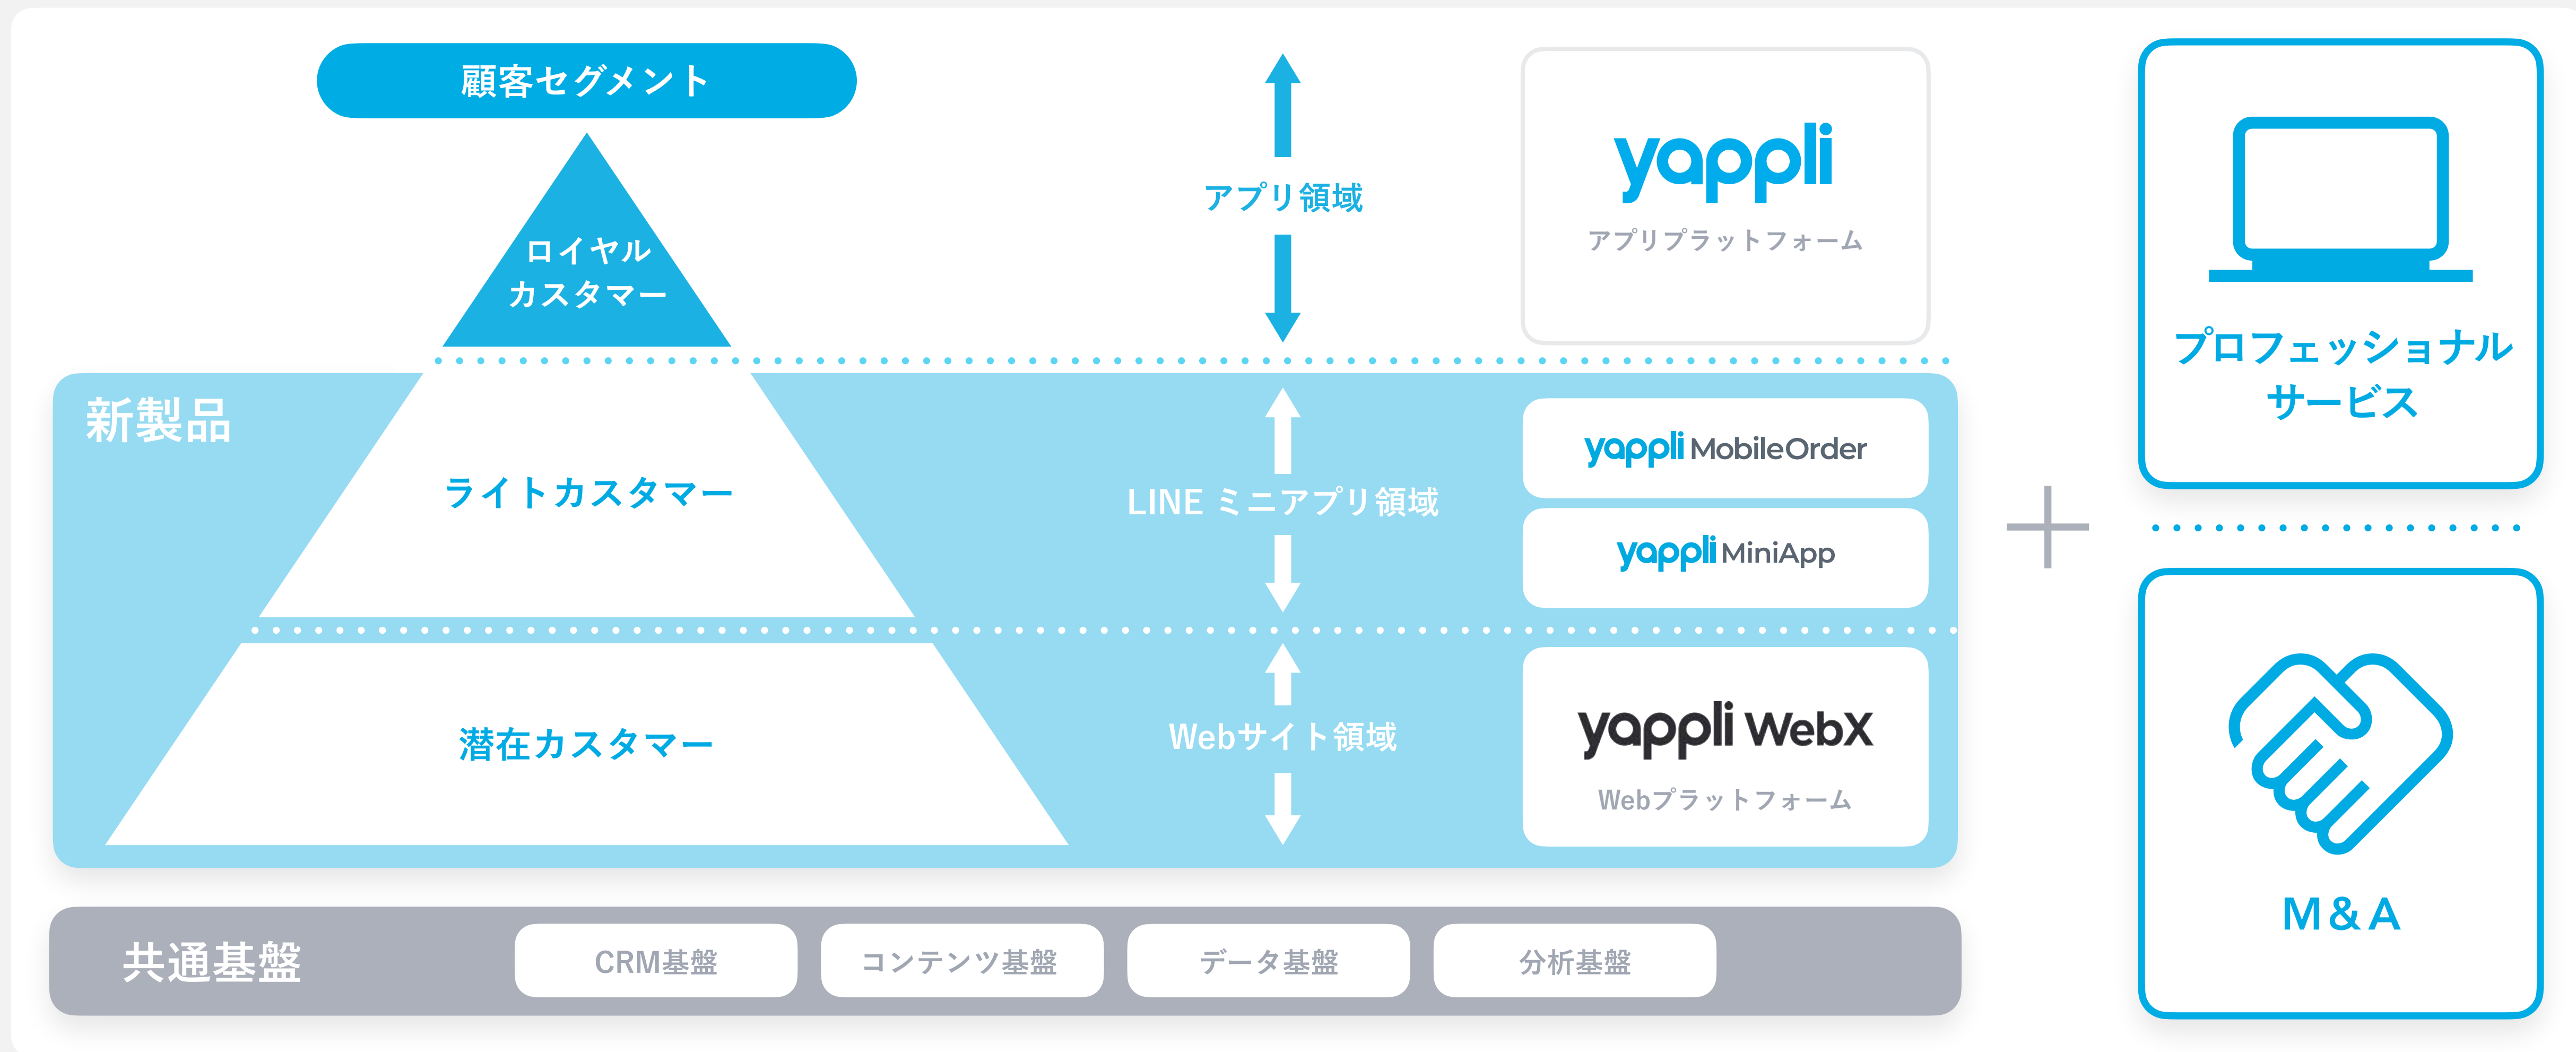 顧客セグメント
ロイヤル
カスタマー
アプリ領域
yappli
アプリプラットフォーム
新製品
ライトカスタマー
LINE ミニアプリ領域
yappli MobileOrder
yappli MiniApp
潜在カスタマー
Webサイト領域
yappli WebX
Webプラットフォーム
共通基盤
CRM基盤
コンテンツ基盤
データ基盤
分析基盤
プロフェッショナル
サービス
M&A